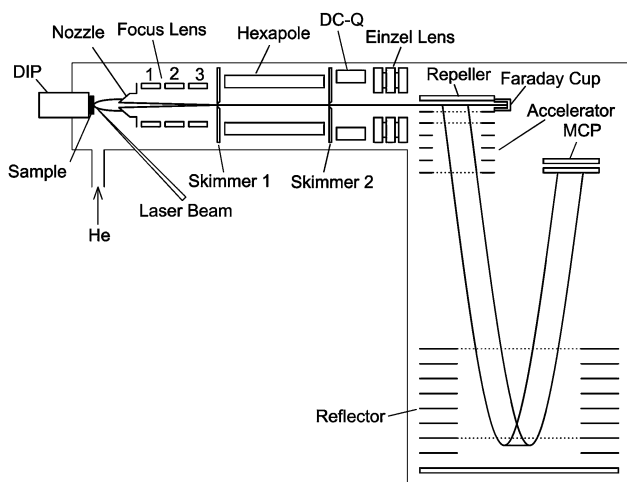 DIP
Nozzle
Focus Lens
1 2 3
Hexapole
DC-Q
Einzel Lens
Repeller
Faraday Cup
Accelerator
MCP
Sample
Laser Beam
Skimmer 1
Skimmer 2
He
Reflector